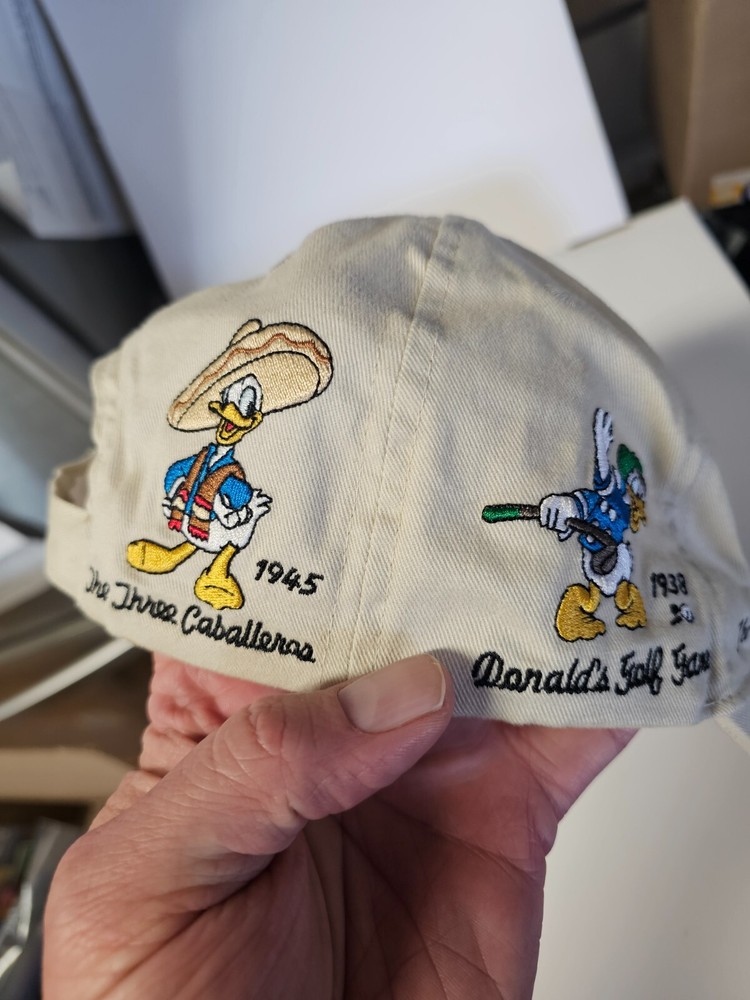 1945
The Three Caballeros
1938
Donald's Golf Game